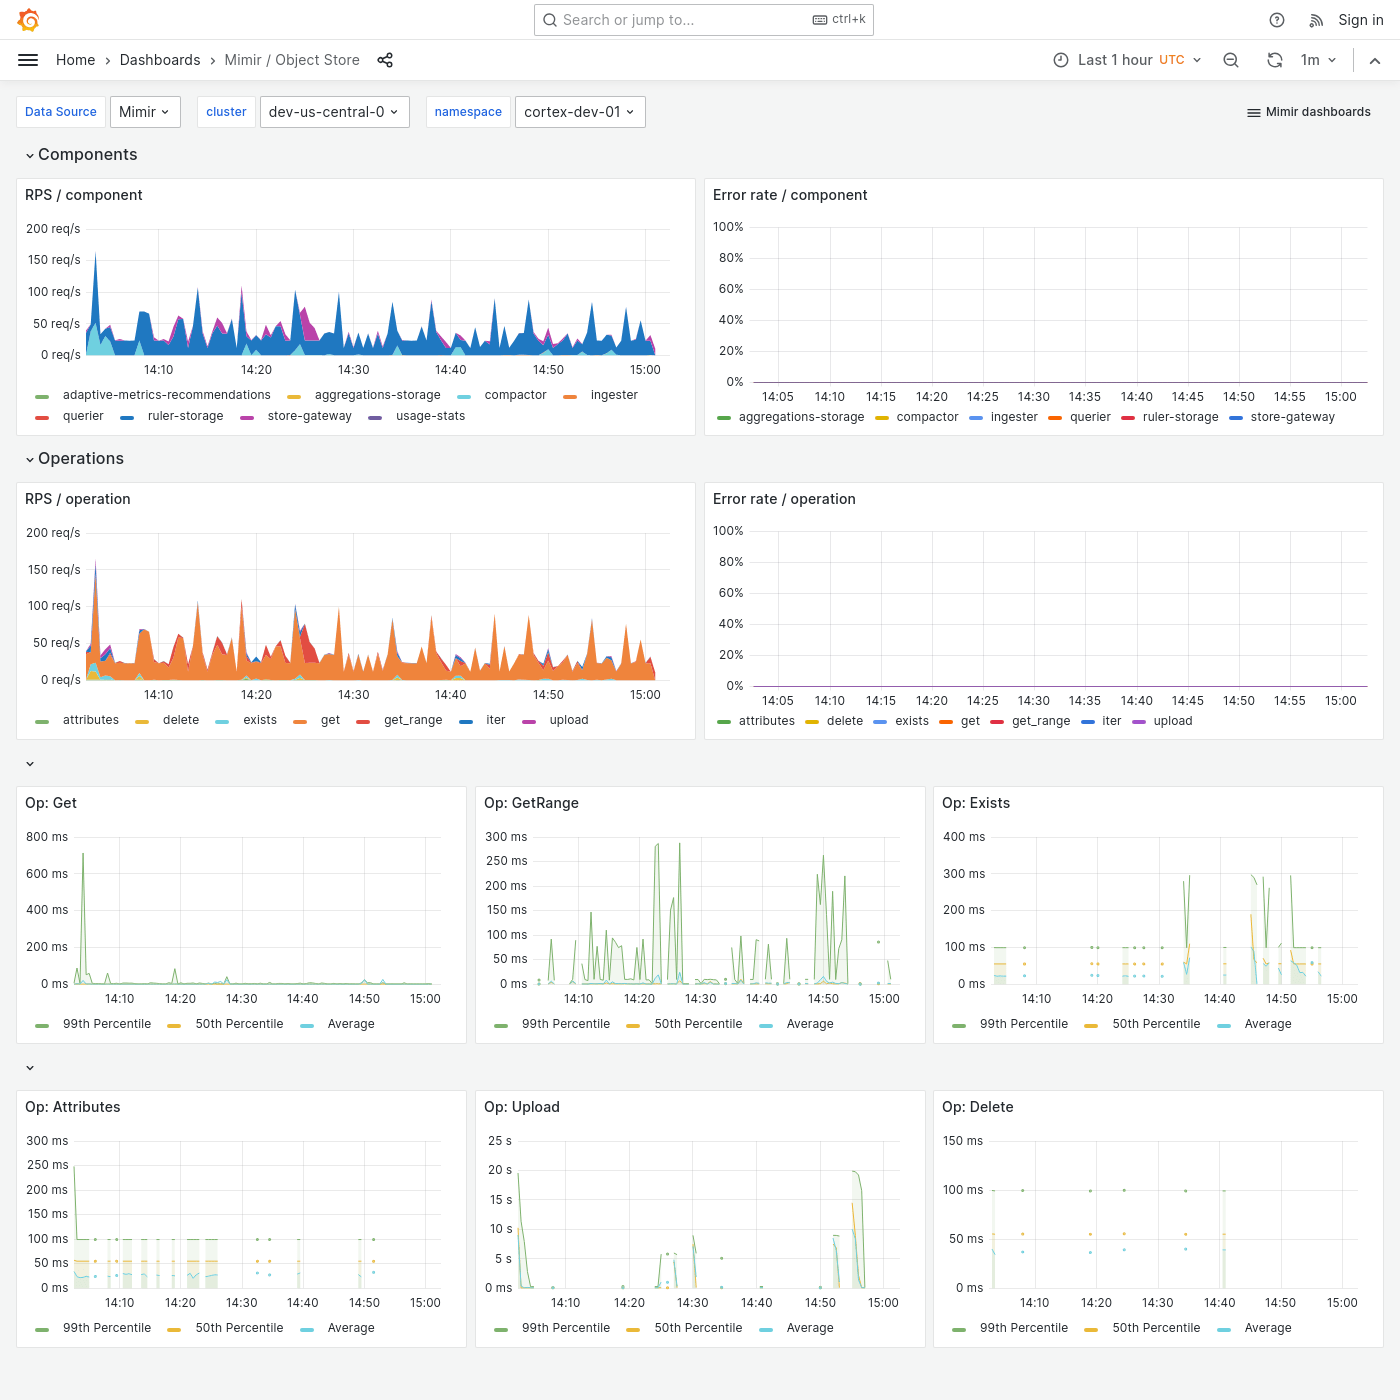 Search or jump to... ctrl+k Sign in
Home Dashboards Mimir / Object Store Last 1 hour UTC 1m
Data Source Mimir cluster dev-us-central-0 namespace cortex-dev-01 Mimir dashboards
Components
RPS / component
200 req/s
150 req/s
100 req/s
50 req/s
0 req/s
14:10 14:20 14:30 14:40 14:50 15:00
adaptive-metrics-recommendations aggregations-storage compactor ingester
querier ruler-storage store-gateway usage-stats
Error rate / component
100%
80%
60%
40%
20%
0%
14:05 14:10 14:15 14:20 14:25 14:30 14:35 14:40 14:45 14:50 14:55 15:00
aggregations-storage compactor ingester querier ruler-storage store-gateway
Operations
RPS / operation
200 req/s
150 req/s
100 req/s
50 req/s
0 req/s
14:10 14:20 14:30 14:40 14:50 15:00
attributes delete exists get get_range iter upload
Error rate / operation
100%
80%
60%
40%
20%
0%
14:05 14:10 14:15 14:20 14:25 14:30 14:35 14:40 14:45 14:50 14:55 15:00
attributes delete exists get get_range iter upload
Op: Get
800 ms
600 ms
400 ms
200 ms
0 ms
14:10 14:20 14:30 14:40 14:50 15:00
99th Percentile 50th Percentile Average
Op: GetRange
300 ms
250 ms
200 ms
150 ms
100 ms
50 ms
0 ms
14:10 14:20 14:30 14:40 14:50 15:00
99th Percentile 50th Percentile Average
Op: Exists
400 ms
300 ms
200 ms
100 ms
0 ms
14:10 14:20 14:30 14:40 14:50 15:00
99th Percentile 50th Percentile Average
Op: Attributes
300 ms
250 ms
200 ms
150 ms
100 ms
50 ms
0 ms
14:10 14:20 14:30 14:40 14:50 15:00
99th Percentile 50th Percentile Average
Op: Upload
25 s
20 s
15 s
10 s
5 s
0 ms
14:10 14:20 14:30 14:40 14:50 15:00
99th Percentile 50th Percentile Average
Op: Delete
150 ms
100 ms
50 ms
0 ms
14:10 14:20 14:30 14:40 14:50 15:00
99th Percentile 50th Percentile Average